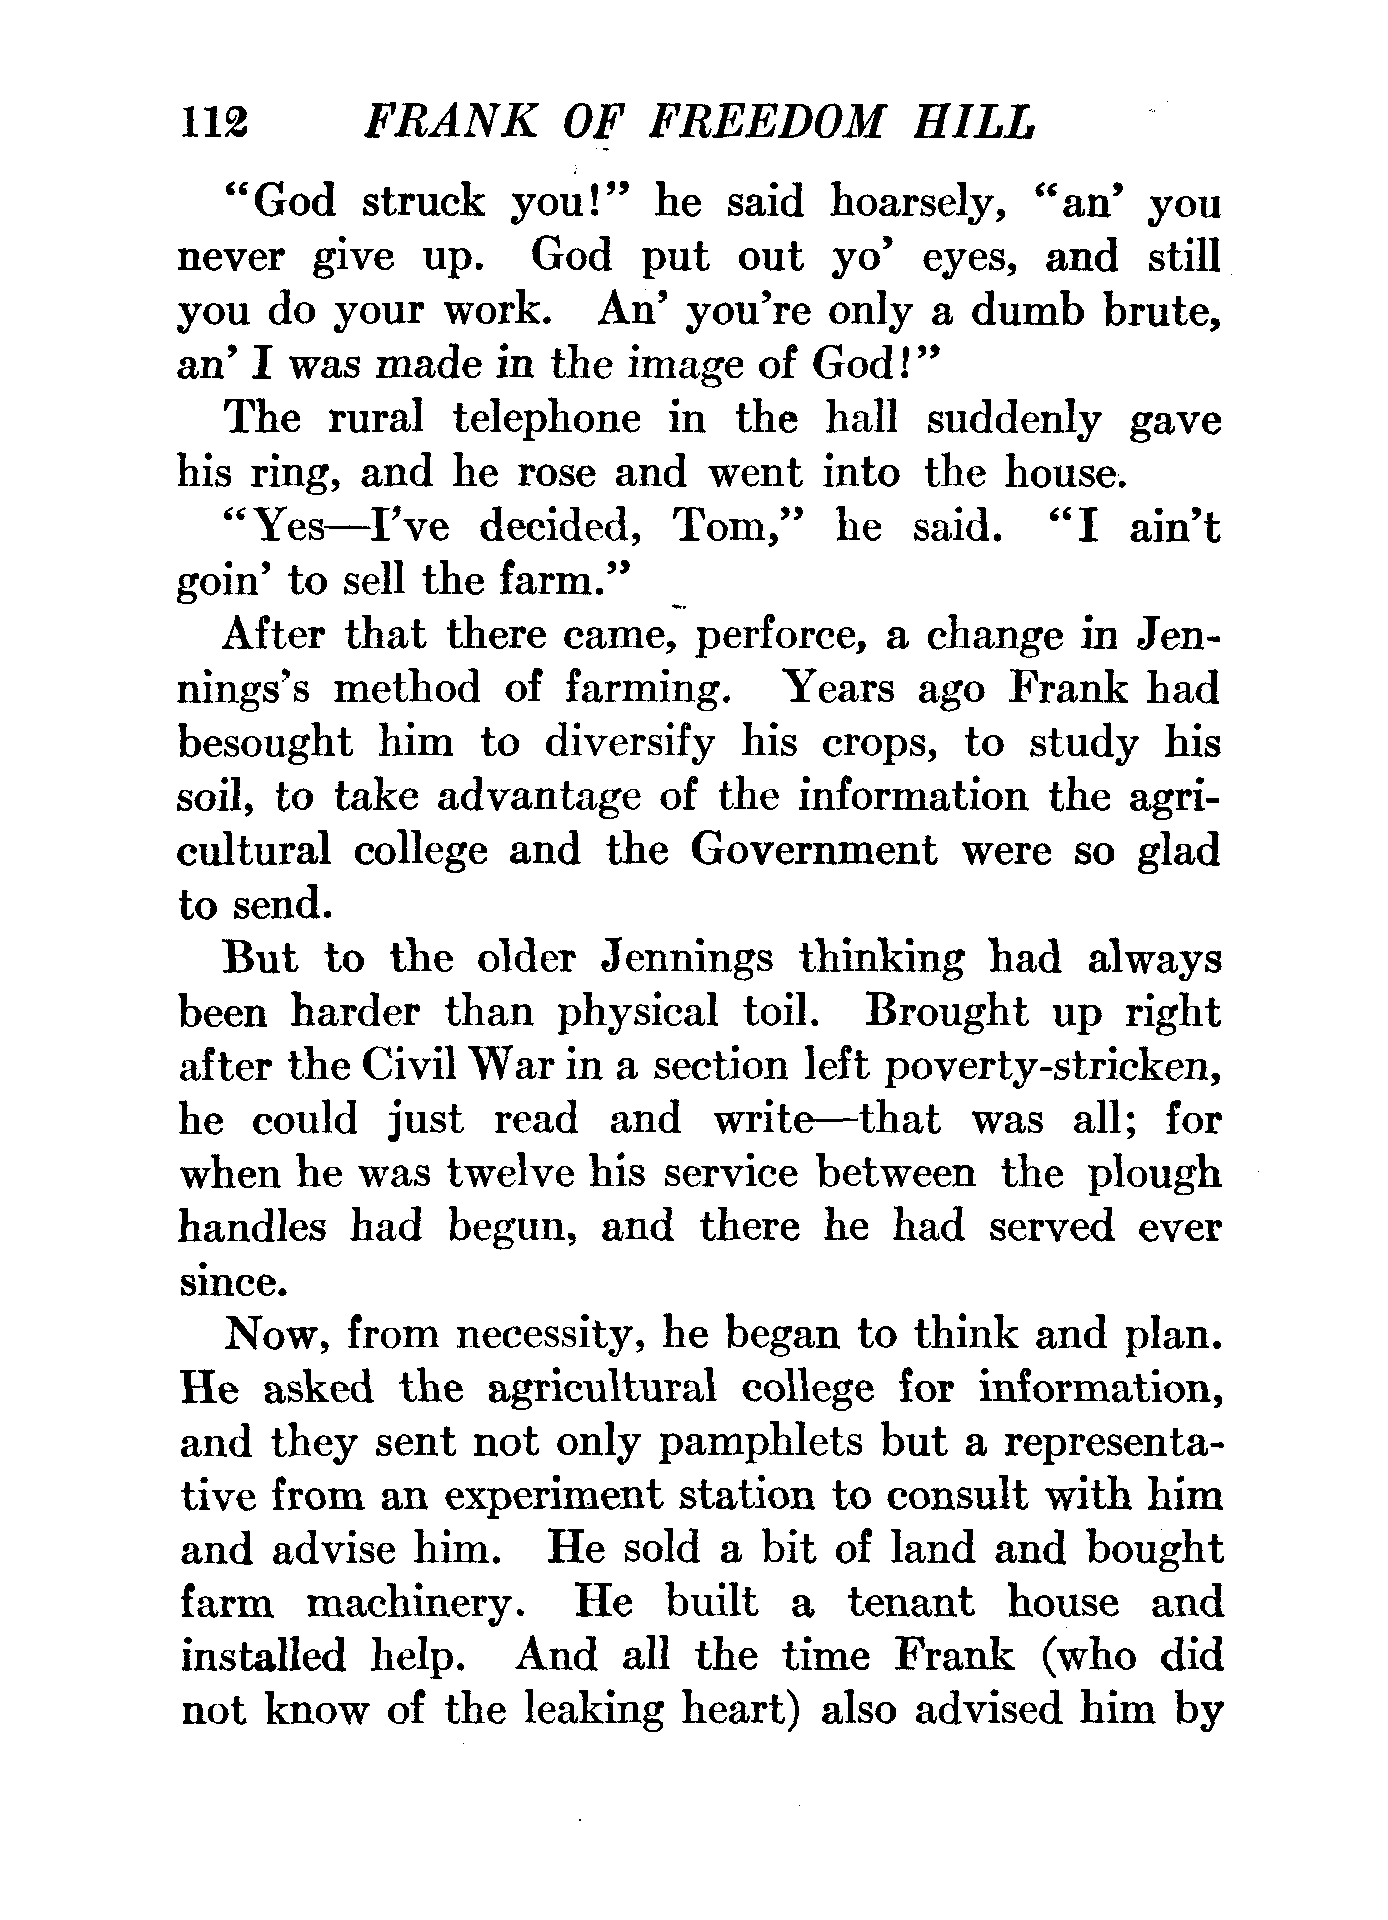 112 FRANK OF FREEDOM HILL
"God struck you!" he said hoarsely, "an' you
never give up. God put out yo' eyes, and still
you do your work. An' you're only a dumb brute,
an' I was made in the image of God!"
The rural telephone in the hall suddenly gave
his ring, and he rose and went into the house.
"Yes—I've decided, Tom," he said. "I ain't
goin' to sell the farm."
After that there came, perforce, a change in Jen-
nings's method of farming. Years ago Frank had
besought him to diversify his crops, to study his
soil, to take advantage of the information the agri-
cultural college and the Government were so glad
to send.
But to the older Jennings thinking had always
been harder than physical toil. Brought up right
after the Civil War in a section left poverty-stricken,
he could just read and write—that was all; for
when he was twelve his service between the plough
handles had begun, and there he had served ever
since.
Now, from necessity, he began to think and plan.
He asked the agricultural college for information,
and they sent not only pamphlets but a representa-
tive from an experiment station to consult with him
and advise him. He sold a bit of land and bought
farm machinery. He built a tenant house and
installed help. And all the time Frank (who did
not know of the leaking heart) also advised him by